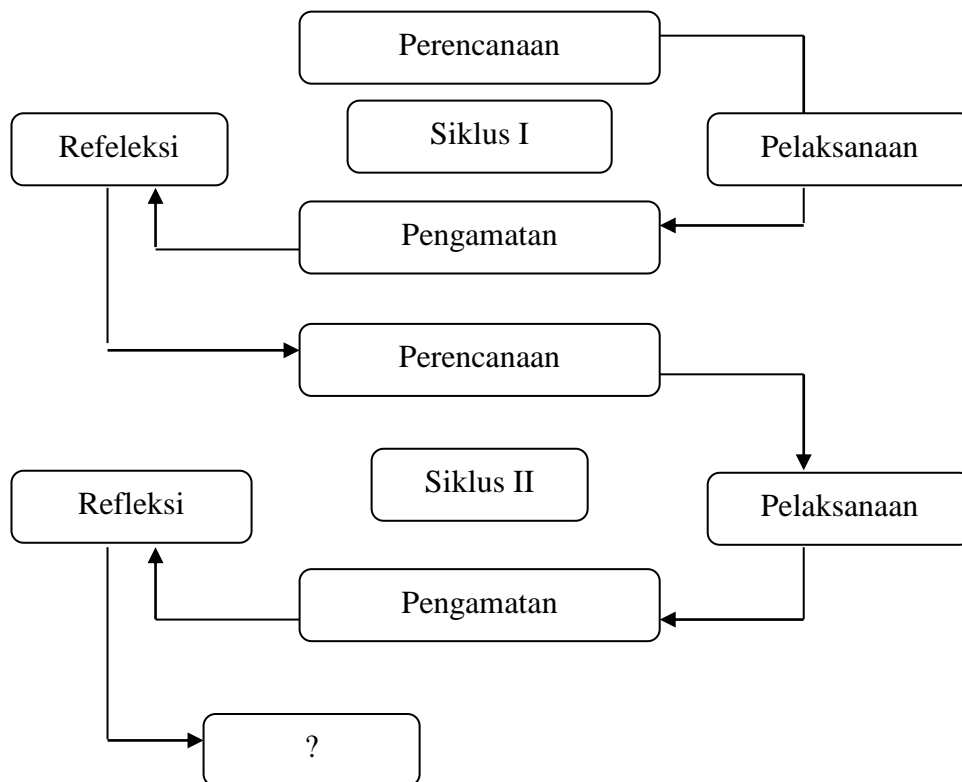 Perencanaan
Siklus I
Refeleksi
Pelaksanaan
Pengamatan
Perencanaan
Siklus II
Refleksi
Pelaksanaan
Pengamatan
?